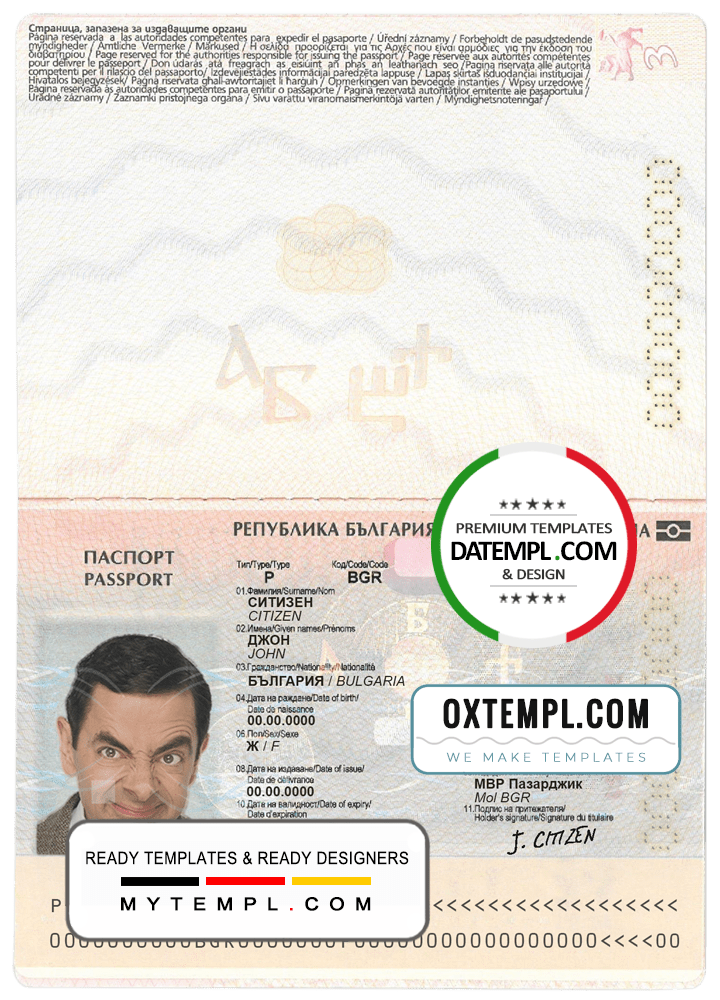 Страница, запазена за издаващите органи
Página reservada a las autoridades competentes para expedir el pasaporte / Úřední záznamy / Forbeholdt de pasudstedende
myndigheder / Amtliche Vermerke / Märkused / Η σελίδα προορίζεται για τις Αρχές που είναι αρμόδιες για την έκδοση του
διαβατηρίου / Page reserved for the authorities responsible for issuing the passport / Page réservée aux autorités compétentes
pour délivrer le passeport / Don údarás atá freagrach as eisiúint an phas an leathanach seo / Pagina riservata alle autorità
competenti per il rilascio del passaporto / Izdevējiestādes informācijai paredzēta lappuse / Lapas skirtas išduodančiai institucijai /
Hivatalos bejegyzések / Paġna riservata għall-awtoritajiet li ħarġuh / Opmerkingen van bevoegde instanties / Wpisy urzędowe /
Página reservada às autoridades competentes para emitir o passaporte / Pagina rezervată autorităților emitente ale pașaportului /
Úradné záznamy / Zaznamki pristojnega organa / Sivu varattu viranomaismerkintöjä varten / Myndighetsnoteringar /
3
РЕПУБЛИКА БЪЛГАРИЯ
ПАСПОРТ
PASSPORT
Тип/Type/Type Код/Code/Code
P BGR
01.Фамилия/Surname/Nom
СИТИЗЕН
CITIZEN
02.Имена/Given names/Prénoms
ДЖОН
JOHN
03.Гражданство/Nationality/Nationalité
БЪЛГАРИЯ / BULGARIA
04.Дата на раждане/Date of birth/
Date de naissance
00.00.0000
06.Пол/Sex/Sexe
Ж / F
08.Дата на издаване/Date of issue/
Date de délivrance
00.00.0000
10.Дата на валидност/Date of expiry/
Date d'expiration
МВР Пазарджик
MoI BGR
11.Подпис на притежателя/
Holder's signature/Signature du titulaire
J. CITIZEN
PREMIUM TEMPLATES
DATEMPL.COM
& DESIGN
OXTEMPL.COM
WE MAKE TEMPLATES
READY TEMPLATES & READY DESIGNERS
MYTEMPL.COM